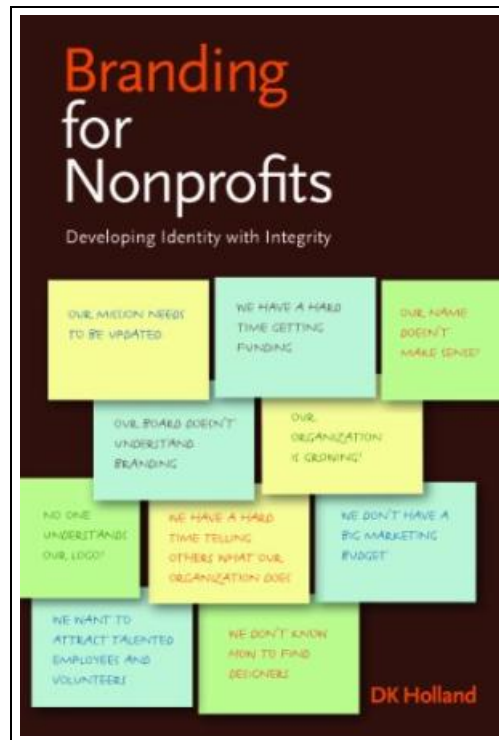 Branding
for
Nonprofits
Developing Identity with Integrity
OUR MISSION NEEDS
TO BE UPDATED
WE HAVE A HARD
TIME GETTING
FUNDING
OUR NAME
DOESN'T
MAKE SENSE!
OUR BOARD DOESN'T
UNDERSTAND
BRANDING
OUR
ORGANIZATION
IS GROWING!
NO ONE
UNDERSTANDS
OUR LOGO!
WE HAVE A HARD
TIME TELLING
OTHERS WHAT OUR
ORGANIZATION DOES
WE DON'T HAVE A
BIG MARKETING
BUDGET
WE WANT TO
ATTRACT TALENTED
EMPLOYEES AND
VOLUNTEERS
WE DON'T KNOW
HOW TO FIND
DESIGNERS
DK Holland